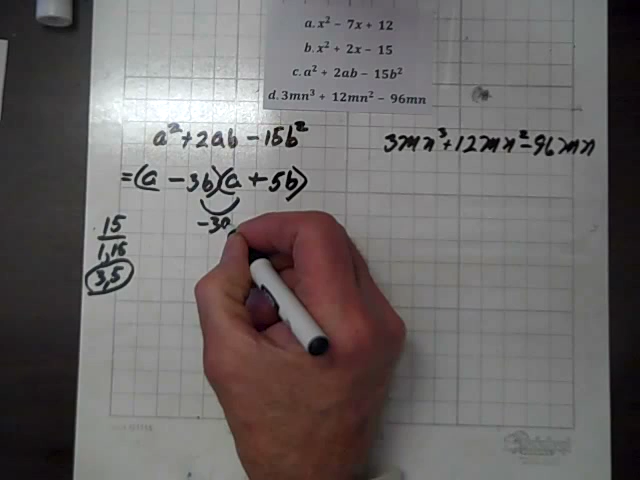 a. x² − 7x + 12
b. x² + 2x − 15
c. a² + 2ab − 15b²
d. 3mn³ + 12mn² − 96mn
a² + 2ab − 15b²
= (a − 3b)(a + 5b)
−3a
15
1, 15
3, 5
3mn³ + 12mn² − 96mn